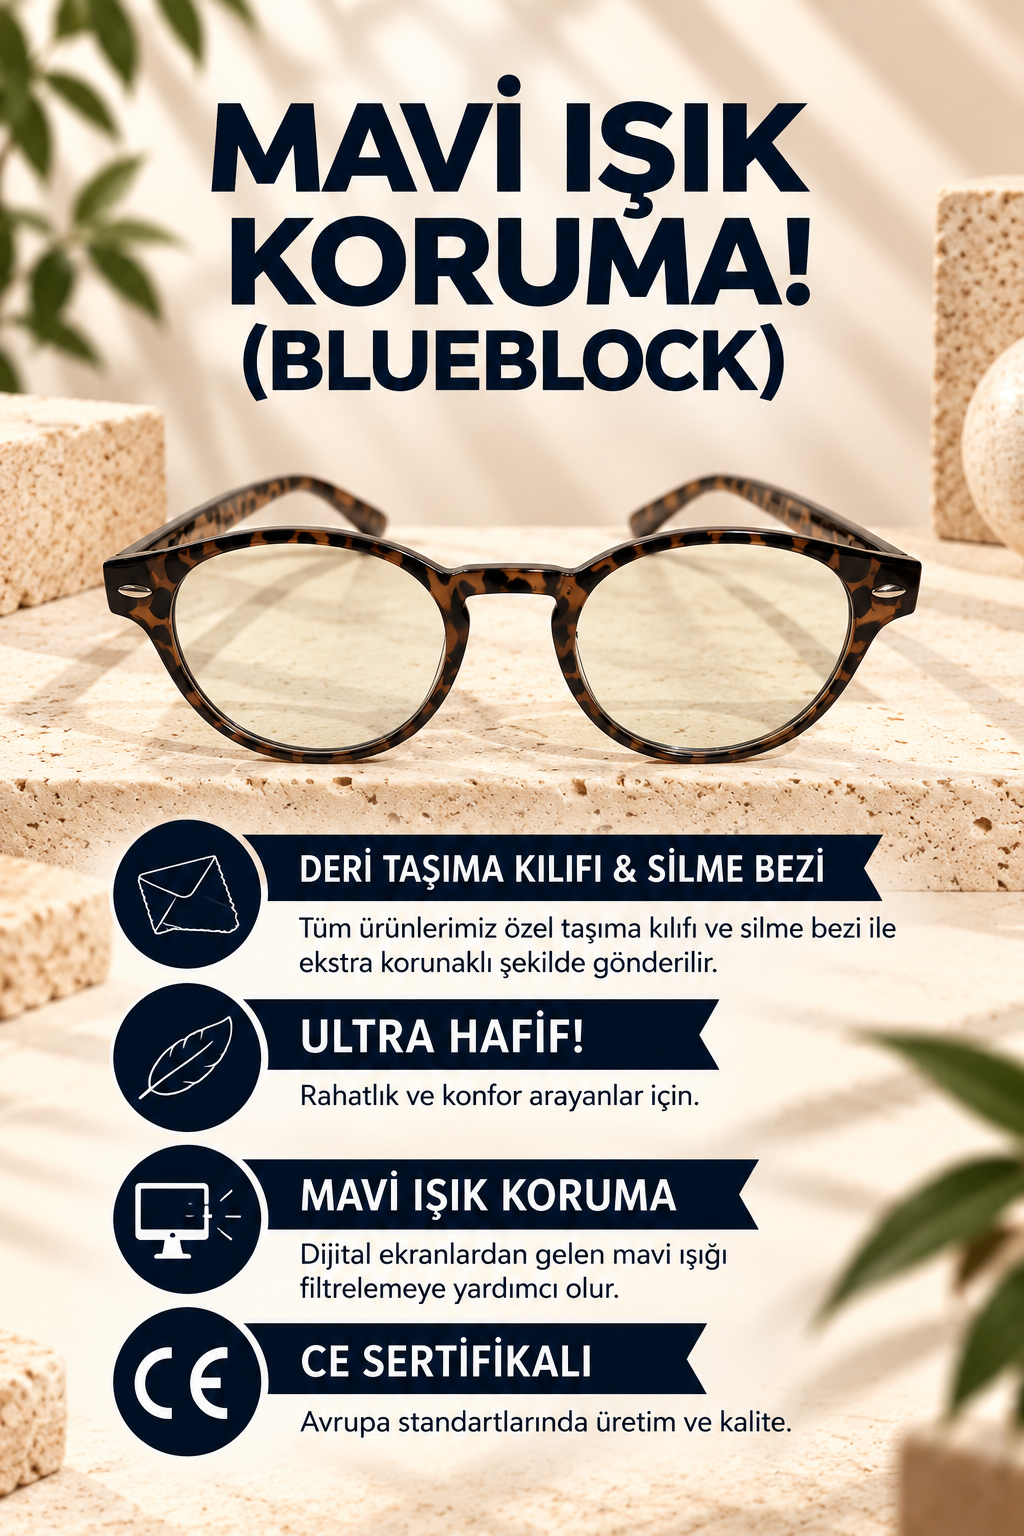 MAVİ IŞIK
KORUMA!
(BLUEBLOCK)
DERİ TAŞIMA KILIFI & SİLME BEZİ
Tüm ürünlerimiz özel taşıma kılıfı ve silme bezi ile
ekstra korunaklı şekilde gönderilir.
ULTRA HAFİF!
Rahatlık ve konfor arayanlar için.
MAVİ IŞIK KORUMA
Dijital ekranlardan gelen mavi ışığı
filtrelemeye yardımcı olur.
CE
CE SERTİFİKALI
Avrupa standartlarında üretim ve kalite.